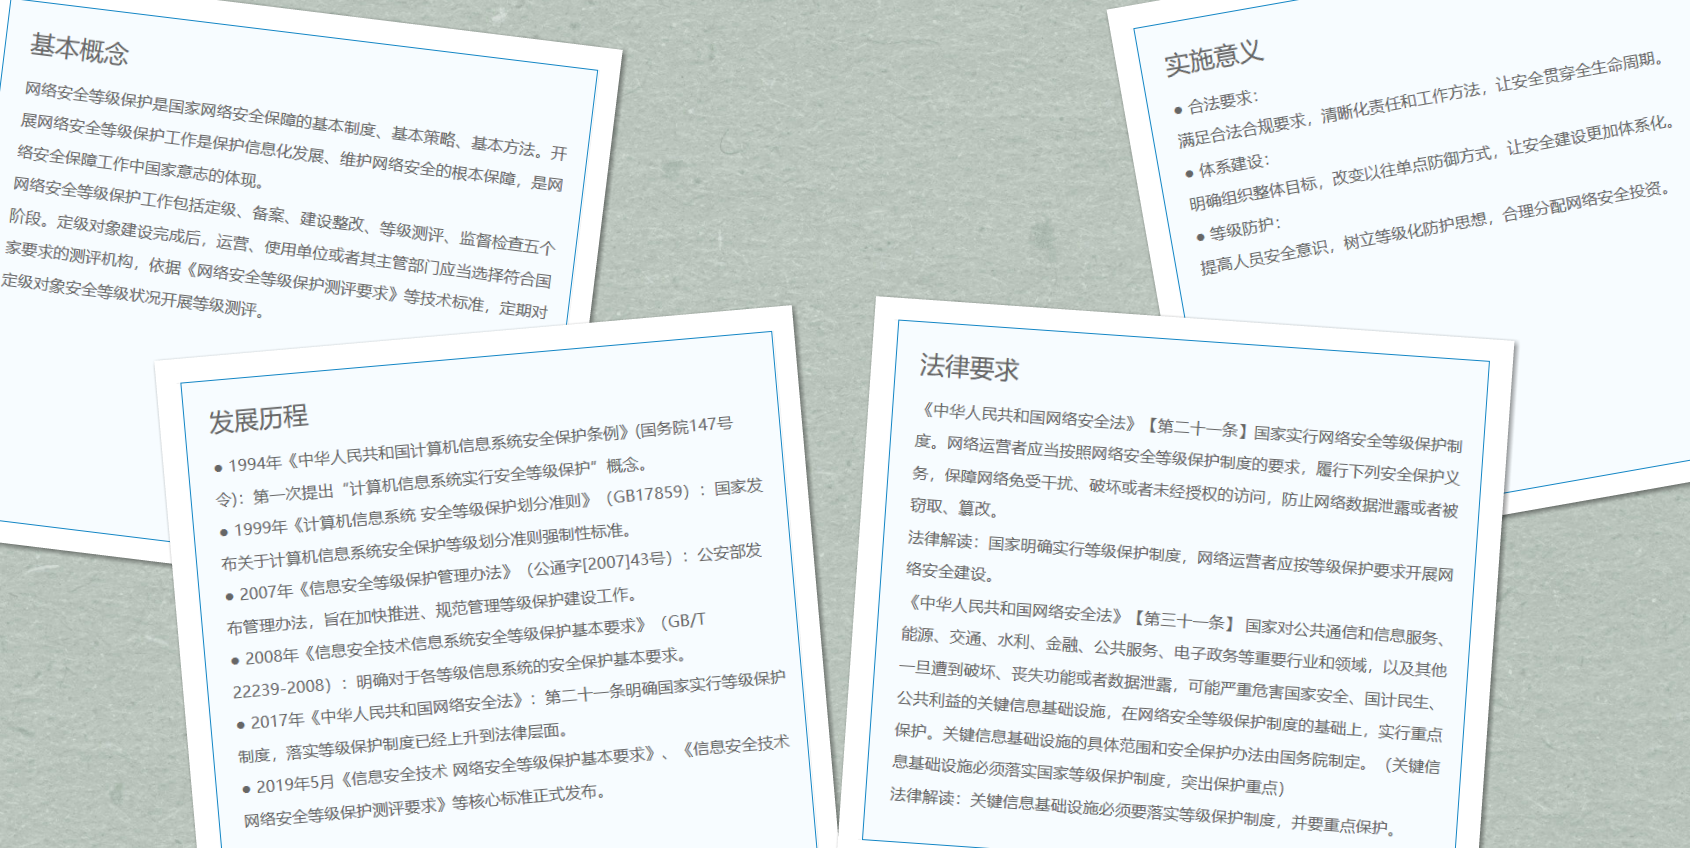 基本概念
网络安全等级保护是国家网络安全保障的基本制度、基本策略、基本方法。开
展网络安全等级保护工作是保护信息化发展、维护网络安全的根本保障，是网
络安全保障工作中国家意志的体现。
网络安全等级保护工作包括定级、备案、建设整改、等级测评、监督检查五个
阶段。定级对象建设完成后，运营、使用单位或者其主管部门应当选择符合国
家要求的测评机构，依据《网络安全等级保护测评要求》等技术标准，定期对
定级对象安全等级状况开展等级测评。
实施意义
● 合法要求：
满足合法合规要求，清晰化责任和工作方法，让安全贯穿全生命周期。
● 体系建设：
明确组织整体目标，改变以往单点防御方式，让安全建设更加体系化。
● 等级防护：
提高人员安全意识，树立等级化防护思想，合理分配网络安全投资。
发展历程
● 1994年《中华人民共和国计算机信息系统安全保护条例》(国务院147号
令)：第一次提出“计算机信息系统实行安全等级保护”概念。
● 1999年《计算机信息系统 安全等级保护划分准则》（GB17859）：国家发
布关于计算机信息系统安全保护等级划分准则强制性标准。
● 2007年《信息安全等级保护管理办法》（公通字[2007]43号）：公安部发
布管理办法，旨在加快推进、规范管理等级保护建设工作。
● 2008年《信息安全技术信息系统安全等级保护基本要求》（GB/T
22239-2008）：明确对于各等级信息系统的安全保护基本要求。
● 2017年《中华人民共和国网络安全法》：第二十一条明确国家实行等级保护
制度，落实等级保护制度已经上升到法律层面。
● 2019年5月《信息安全技术 网络安全等级保护基本要求》、《信息安全技术
网络安全等级保护测评要求》等核心标准正式发布。
法律要求
《中华人民共和国网络安全法》【第二十一条】国家实行网络安全等级保护制
度。网络运营者应当按照网络安全等级保护制度的要求，履行下列安全保护义
务，保障网络免受干扰、破坏或者未经授权的访问，防止网络数据泄露或者被
窃取、篡改。
法律解读：国家明确实行等级保护制度，网络运营者应按等级保护要求开展网
络安全建设。
《中华人民共和国网络安全法》【第三十一条】 国家对公共通信和信息服务、
能源、交通、水利、金融、公共服务、电子政务等重要行业和领域，以及其他
一旦遭到破坏、丧失功能或者数据泄露，可能严重危害国家安全、国计民生、
公共利益的关键信息基础设施，在网络安全等级保护制度的基础上，实行重点
保护。关键信息基础设施的具体范围和安全保护办法由国务院制定。（关键信
息基础设施必须落实国家等级保护制度，突出保护重点）
法律解读：关键信息基础设施必须要落实等级保护制度，并要重点保护。